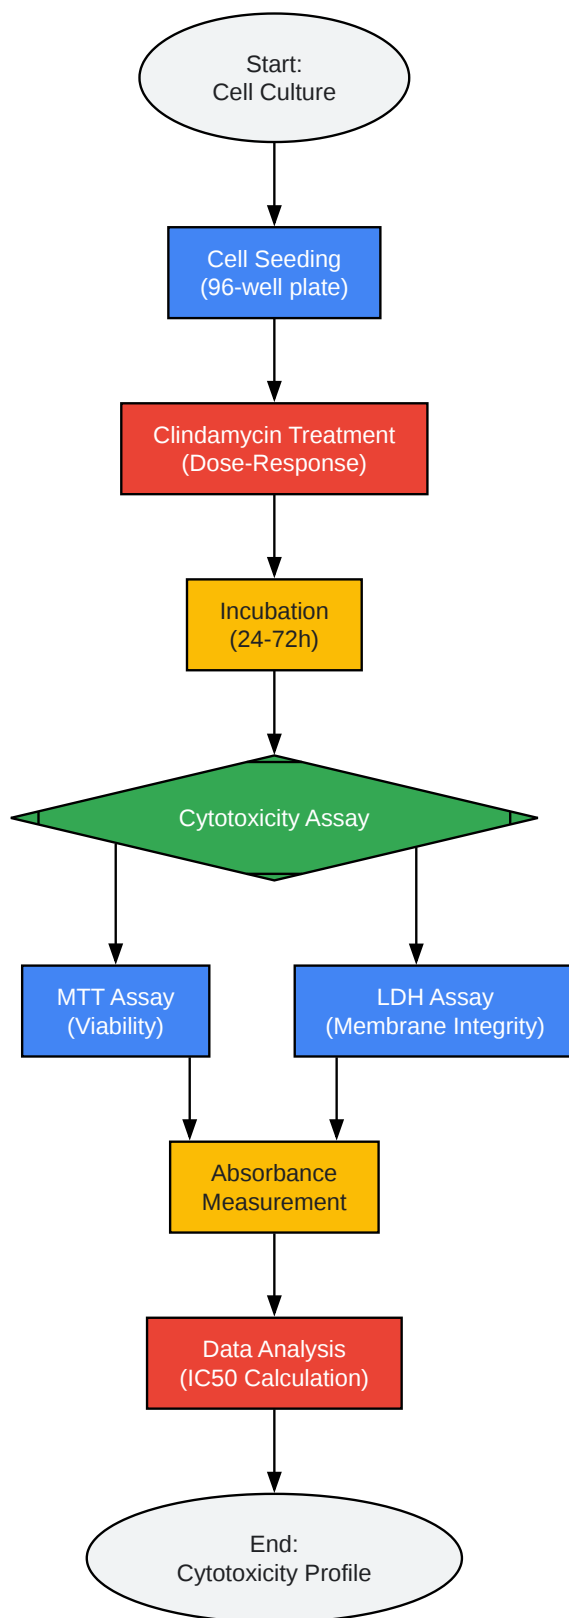 Start:
Cell Culture
Cell Seeding
(96-well plate)
Clindamycin Treatment
(Dose-Response)
Incubation
(24-72h)
Cytotoxicity Assay
MTT Assay
(Viability)
LDH Assay
(Membrane Integrity)
Absorbance
Measurement
Data Analysis
(IC50 Calculation)
End:
Cytotoxicity Profile